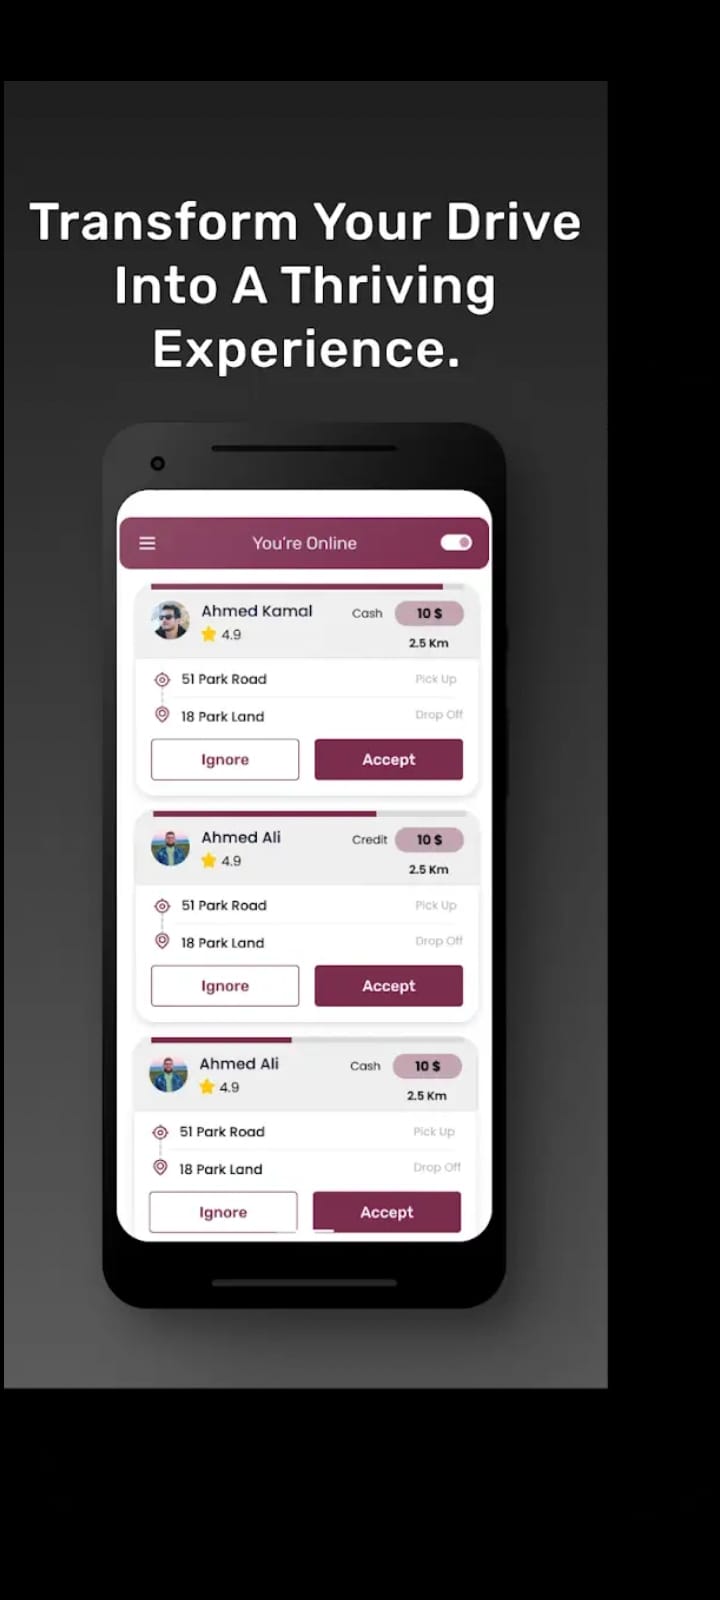 Transform Your Drive
Into A Thriving
Experience.
You're Online
Ahmed Kamal Cash 10 $
4.9 2.5 Km
51 Park Road Pick Up
18 Park Land Drop Off
Ignore Accept
Ahmed Ali Credit 10 $
4.9 2.5 Km
51 Park Road Pick Up
18 Park Land Drop Off
Ignore Accept
Ahmed Ali Cash 10 $
4.9 2.5 Km
51 Park Road Pick Up
18 Park Land Drop Off
Ignore Accept